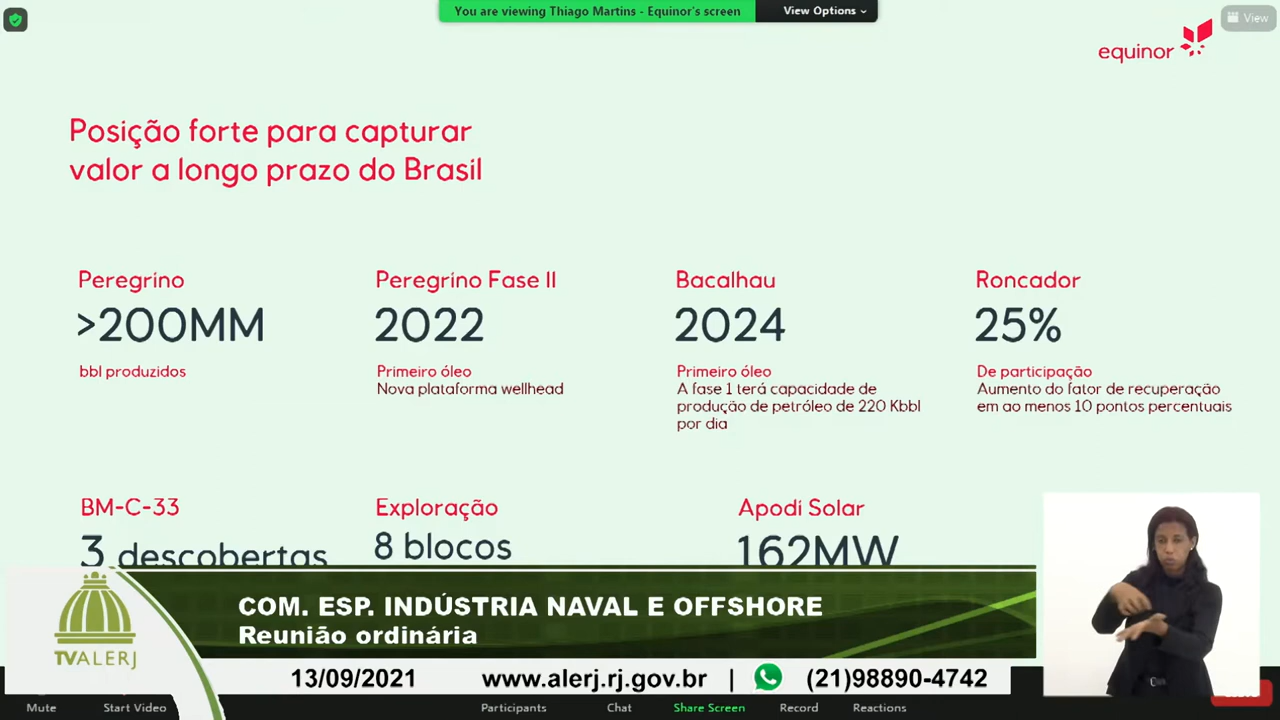 You are viewing Thiago Martins - Equinor's screen
View Options
View
equinor
Posição forte para capturar
valor a longo prazo do Brasil
Peregrino
>200MM
bbl produzidos
Peregrino Fase II
2022
Primeiro óleo
Nova plataforma wellhead
Bacalhau
2024
Primeiro óleo
A fase 1 terá capacidade de
produção de petróleo de 220 Kbbl
por dia
Roncador
25%
De participação
Aumento do fator de recuperação
em ao menos 10 pontos percentuais
BM-C-33
3 descobertas
Exploração
8 blocos
Apodi Solar
162MW
COM. ESP. INDÚSTRIA NAVAL E OFFSHORE
Reunião ordinária
TVALERJ
13/09/2021
www.alerj.rj.gov.br | (21)98890-4742
Mute
Start Video
Participants
Chat
Share Screen
Record
Reactions